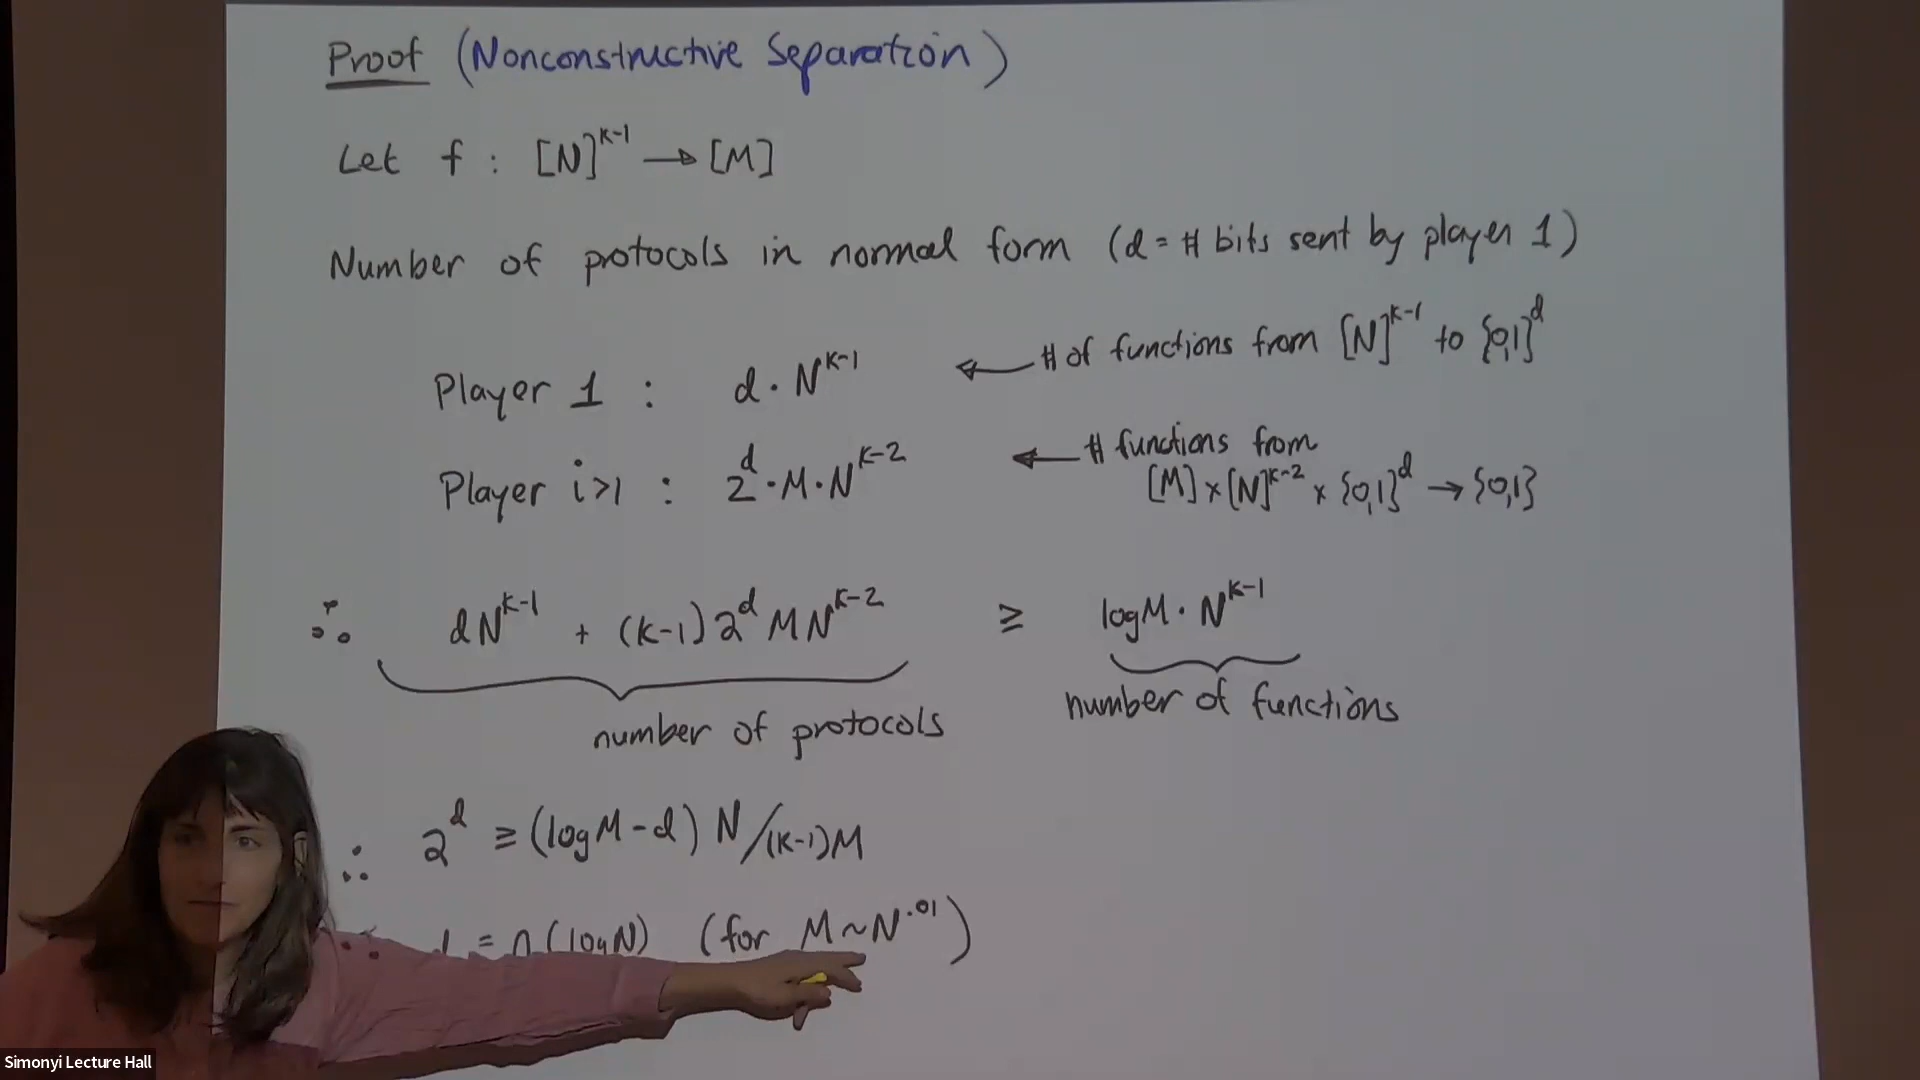 Proof (Nonconstructive Separation)
Let f : [N]^{k-1} → [M]
Number of protocols in normal form (d = # bits sent by player 1)
Player 1 : d · N^{k-1} ← # of functions from [N]^{k-1} to {0,1}^d
Player i>1 : 2^d · M · N^{k-2} ← # functions from
[M] × [N]^{k-2} × {0,1}^d → {0,1}
∴ dN^{k-1} + (k-1) 2^d M N^{k-2} ≥ log M · N^{k-1}
number of protocols number of functions
∴ 2^d ≥ (log M - d) N/(k-1)M
= Ω(log N) (for M ~ N^{.01})
Simonyi Lecture Hall